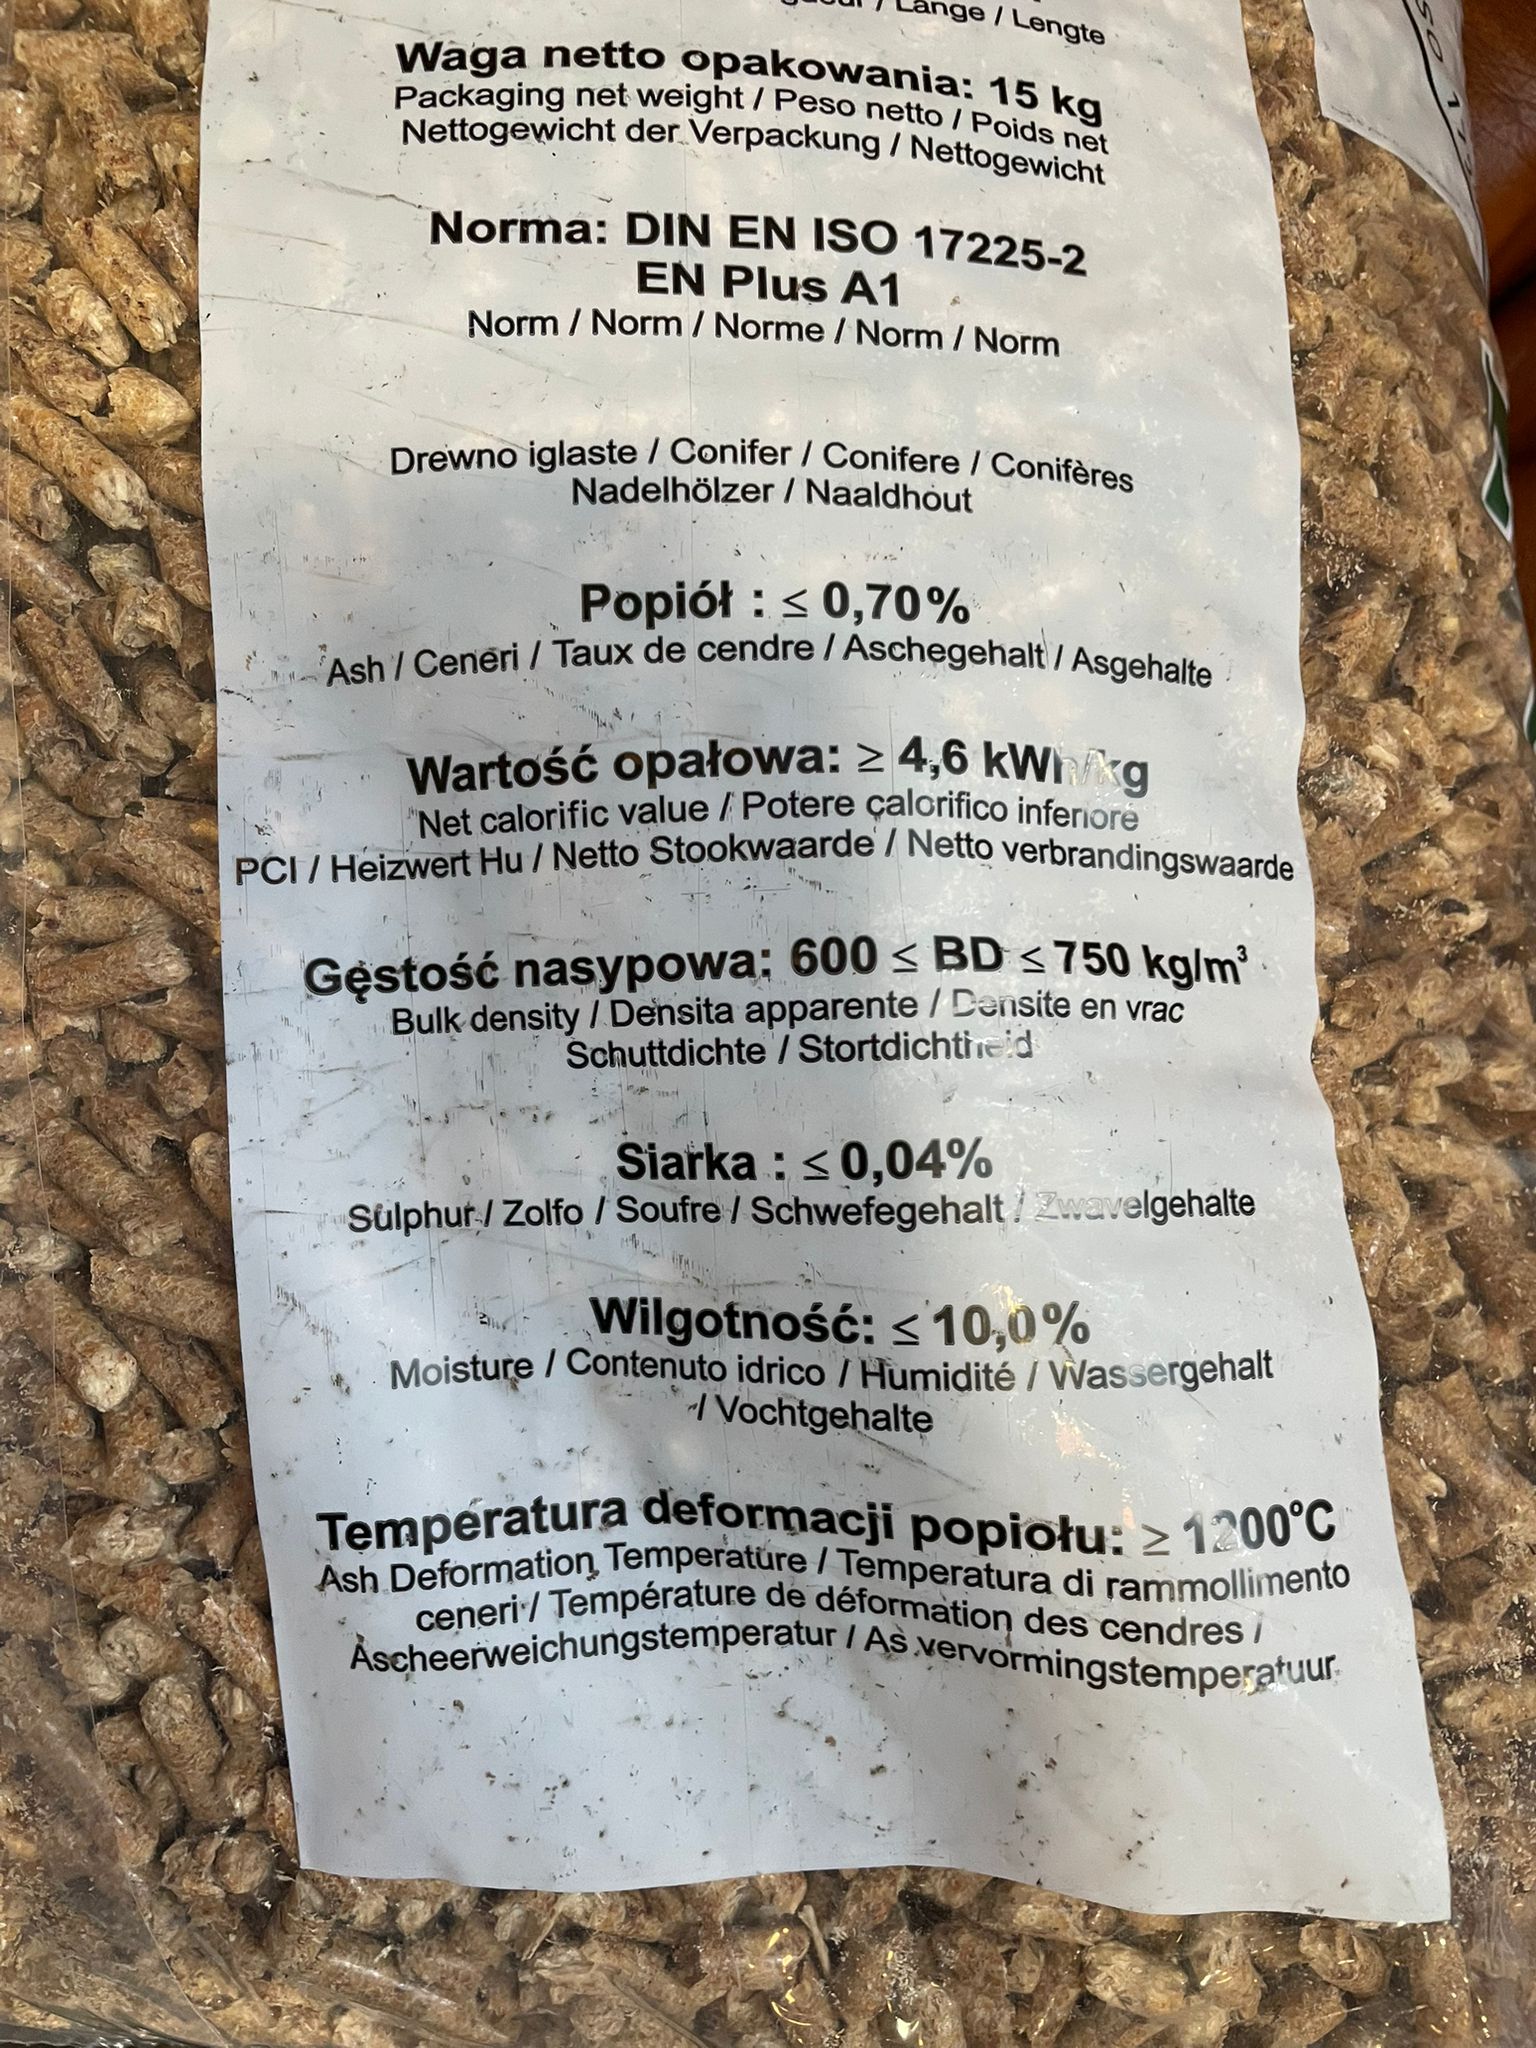 / Länge / Lengte
Waga netto opakowania: 15 kg
Packaging net weight / Peso netto / Poids net
Nettogewicht der Verpackung / Nettogewicht
Norma: DIN EN ISO 17225-2
EN Plus A1
Norm / Norm / Norme / Norm / Norm
Drewno iglaste / Conifer / Conifere / Conifères
Nadelhölzer / Naaldhout
Popiół : ≤ 0,70%
Ash / Ceneri / Taux de cendre / Aschegehalt / Asgehalte
Wartość opałowa: ≥ 4,6 kWh/kg
Net calorific value / Potere calorifico inferiore
PCI / Heizwert Hu / Netto Stookwaarde / Netto verbrandingswaarde
Gęstość nasypowa: 600 ≤ BD ≤ 750 kg/m³
Bulk density / Densita apparente / Densite en vrac
Schuttdichte / Stortdichtheid
Siarka : ≤ 0,04%
Sulphur / Zolfo / Soufre / Schwefegehalt / Zwavelgehalte
Wilgotność: ≤ 10,0%
Moisture / Contenuto idrico / Humidité / Wassergehalt
/ Vochtgehalte
Temperatura deformacji popiołu: ≥ 1200°C
Ash Deformation Temperature / Temperatura di rammollimento
ceneri / Température de déformation des cendres /
Ascheerweichungstemperatur / As vervormingstemperatuur